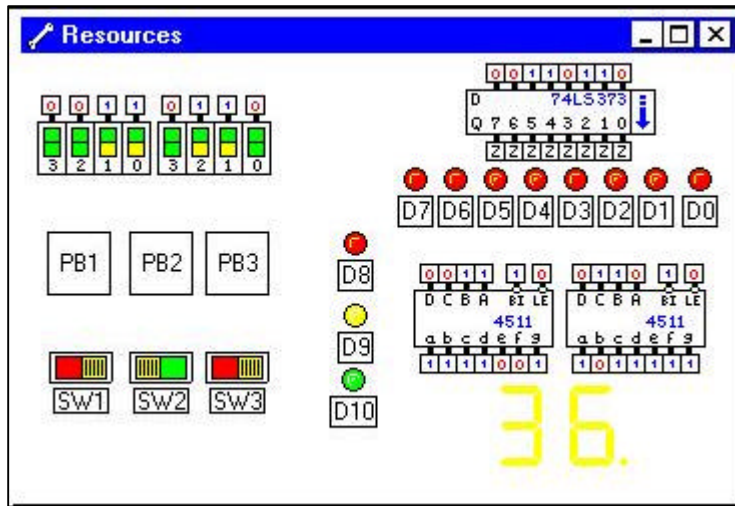 Resources
0 0 1 1 0 1 1 0
3 2 1 0 3 2 1 0
0 0 1 1 0 1 1 0
D 74LS373
Q 7 6 5 4 3 2 1 0
Z Z Z Z Z Z Z Z
D7 D6 D5 D4 D3 D2 D1 D0
PB1 PB2 PB3
D8
D9
D10
SW1 SW2 SW3
0 0 1 1 1 0 0 1 1 0 1 0
D C B A BI LE D C B A BI LE
4511 4511
a b c d e f g a b c d e f g
1 1 1 1 0 0 1 1 0 1 1 1 1 1
36.